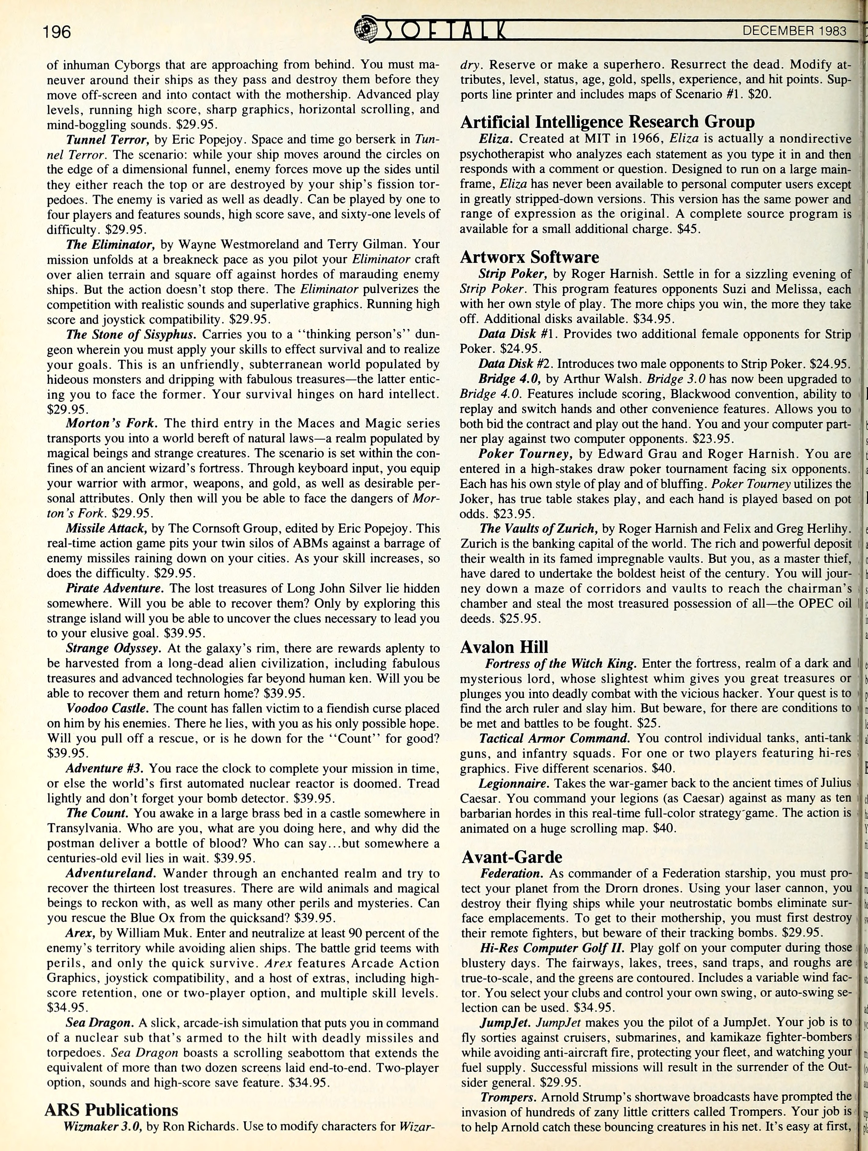 196
SOFTALK
DECEMBER 1983
of inhuman Cyborgs that are approaching from behind. You must ma-
neuver around their ships as they pass and destroy them before they
move off-screen and into contact with the mothership. Advanced play
levels, running high score, sharp graphics, horizontal scrolling, and
mind-boggling sounds. $29.95.
Tunnel Terror, by Eric Popejoy. Space and time go berserk in Tun-
nel Terror. The scenario: while your ship moves around the circles on
the edge of a dimensional funnel, enemy forces move up the sides until
they either reach the top or are destroyed by your ship's fission tor-
pedoes. The enemy is varied as well as deadly. Can be played by one to
four players and features sounds, high score save, and sixty-one levels of
difficulty. $29.95.
The Eliminator, by Wayne Westmoreland and Terry Gilman. Your
mission unfolds at a breakneck pace as you pilot your Eliminator craft
over alien terrain and square off against hordes of marauding enemy
ships. But the action doesn't stop there. The Eliminator pulverizes the
competition with realistic sounds and superlative graphics. Running high
score and joystick compatibility. $29.95.
The Stone of Sisyphus. Carries you to a "thinking person's" dun-
geon wherein you must apply your skills to effect survival and to realize
your goals. This is an unfriendly, subterranean world populated by
hideous monsters and dripping with fabulous treasures—the latter entic-
ing you to face the former. Your survival hinges on hard intellect.
$29.95.
Morton's Fork. The third entry in the Maces and Magic series
transports you into a world bereft of natural laws—a realm populated by
magical beings and strange creatures. The scenario is set within the con-
fines of an ancient wizard's fortress. Through keyboard input, you equip
your warrior with armor, weapons, and gold, as well as desirable per-
sonal attributes. Only then will you be able to face the dangers of Mor-
ton's Fork. $29.95.
Missile Attack, by The Cornsoft Group, edited by Eric Popejoy. This
real-time action game pits your twin silos of ABMs against a barrage of
enemy missiles raining down on your cities. As your skill increases, so
does the difficulty. $29.95.
Pirate Adventure. The lost treasures of Long John Silver lie hidden
somewhere. Will you be able to recover them? Only by exploring this
strange island will you be able to uncover the clues necessary to lead you
to your elusive goal. $39.95.
Strange Odyssey. At the galaxy's rim, there are rewards aplenty to
be harvested from a long-dead alien civilization, including fabulous
treasures and advanced technologies far beyond human ken. Will you be
able to recover them and return home? $39.95.
Voodoo Castle. The count has fallen victim to a fiendish curse placed
on him by his enemies. There he lies, with you as his only possible hope.
Will you pull off a rescue, or is he down for the "Count" for good?
$39.95.
Adventure #3. You race the clock to complete your mission in time,
or else the world's first automated nuclear reactor is doomed. Tread
lightly and don't forget your bomb detector. $39.95.
The Count. You awake in a large brass bed in a castle somewhere in
Transylvania. Who are you, what are you doing here, and why did the
postman deliver a bottle of blood? Who can say...but somewhere a
centuries-old evil lies in wait. $39.95.
Adventureland. Wander through an enchanted realm and try to
recover the thirteen lost treasures. There are wild animals and magical
beings to reckon with, as well as many other perils and mysteries. Can
you rescue the Blue Ox from the quicksand? $39.95.
Arex, by William Muk. Enter and neutralize at least 90 percent of the
enemy's territory while avoiding alien ships. The battle grid teems with
perils, and only the quick survive. Arex features Arcade Action
Graphics, joystick compatibility, and a host of extras, including high-
score retention, one or two-player option, and multiple skill levels.
$34.95.
Sea Dragon. A slick, arcade-ish simulation that puts you in command
of a nuclear sub that's armed to the hilt with deadly missiles and
torpedoes. Sea Dragon boasts a scrolling seabottom that extends the
equivalent of more than two dozen screens laid end-to-end. Two-player
option, sounds and high-score save feature. $34.95.
ARS Publications
Wizmaker 3.0, by Ron Richards. Use to modify characters for Wizar-
dry. Reserve or make a superhero. Resurrect the dead. Modify at-
tributes, level, status, age, gold, spells, experience, and hit points. Sup-
ports line printer and includes maps of Scenario #1. $20.
Artificial Intelligence Research Group
Eliza. Created at MIT in 1966, Eliza is actually a nondirective
psychotherapist who analyzes each statement as you type it in and then
responds with a comment or question. Designed to run on a large main-
frame, Eliza has never been available to personal computer users except
in greatly stripped-down versions. This version has the same power and
range of expression as the original. A complete source program is
available for a small additional charge. $45.
Artworx Software
Strip Poker, by Roger Harnish. Settle in for a sizzling evening of
Strip Poker. This program features opponents Suzi and Melissa, each
with her own style of play. The more chips you win, the more they take
off. Additional disks available. $34.95.
Data Disk #1. Provides two additional female opponents for Strip
Poker. $24.95.
Data Disk #2. Introduces two male opponents to Strip Poker. $24.95.
Bridge 4.0, by Arthur Walsh. Bridge 3.0 has now been upgraded to
Bridge 4.0. Features include scoring, Blackwood convention, ability to
replay and switch hands and other convenience features. Allows you to
both bid the contract and play out the hand. You and your computer part-
ner play against two computer opponents. $23.95.
Poker Tourney, by Edward Grau and Roger Harnish. You are
entered in a high-stakes draw poker tournament facing six opponents.
Each has his own style of play and of bluffing. Poker Tourney utilizes the
Joker, has true table stakes play, and each hand is played based on pot
odds. $23.95.
The Vaults of Zurich, by Roger Harnish and Felix and Greg Herlihy.
Zurich is the banking capital of the world. The rich and powerful deposit
their wealth in its famed impregnable vaults. But you, as a master thief,
have dared to undertake the boldest heist of the century. You will jour-
ney down a maze of corridors and vaults to reach the chairman's
chamber and steal the most treasured possession of all—the OPEC oil
deeds. $25.95.
Avalon Hill
Fortress of the Witch King. Enter the fortress, realm of a dark and
mysterious lord, whose slightest whim gives you great treasures or
plunges you into deadly combat with the vicious hacker. Your quest is to
find the arch ruler and slay him. But beware, for there are conditions to
be met and battles to be fought. $25.
Tactical Armor Command. You control individual tanks, anti-tank
guns, and infantry squads. For one or two players featuring hi-res
graphics. Five different scenarios. $40.
Legionnaire. Takes the war-gamer back to the ancient times of Julius
Caesar. You command your legions (as Caesar) against as many as ten
barbarian hordes in this real-time full-color strategy game. The action is
animated on a huge scrolling map. $40.
Avant-Garde
Federation. As commander of a Federation starship, you must pro-
tect your planet from the Drorn drones. Using your laser cannon, you
destroy their flying ships while your neutrostatic bombs eliminate sur-
face emplacements. To get to their mothership, you must first destroy
their remote fighters, but beware of their tracking bombs. $29.95.
Hi-Res Computer Golf II. Play golf on your computer during those
blustery days. The fairways, lakes, trees, sand traps, and roughs are
true-to-scale, and the greens are contoured. Includes a variable wind fac-
tor. You select your clubs and control your own swing, or auto-swing se-
lection can be used. $34.95.
JumpJet. JumpJet makes you the pilot of a JumpJet. Your job is to
fly sorties against cruisers, submarines, and kamikaze fighter-bombers
while avoiding anti-aircraft fire, protecting your fleet, and watching your
fuel supply. Successful missions will result in the surrender of the Out-
sider general. $29.95.
Trompers. Arnold Strump's shortwave broadcasts have prompted the
invasion of hundreds of zany little critters called Trompers. Your job is
to help Arnold catch these bouncing creatures in his net. It's easy at first,